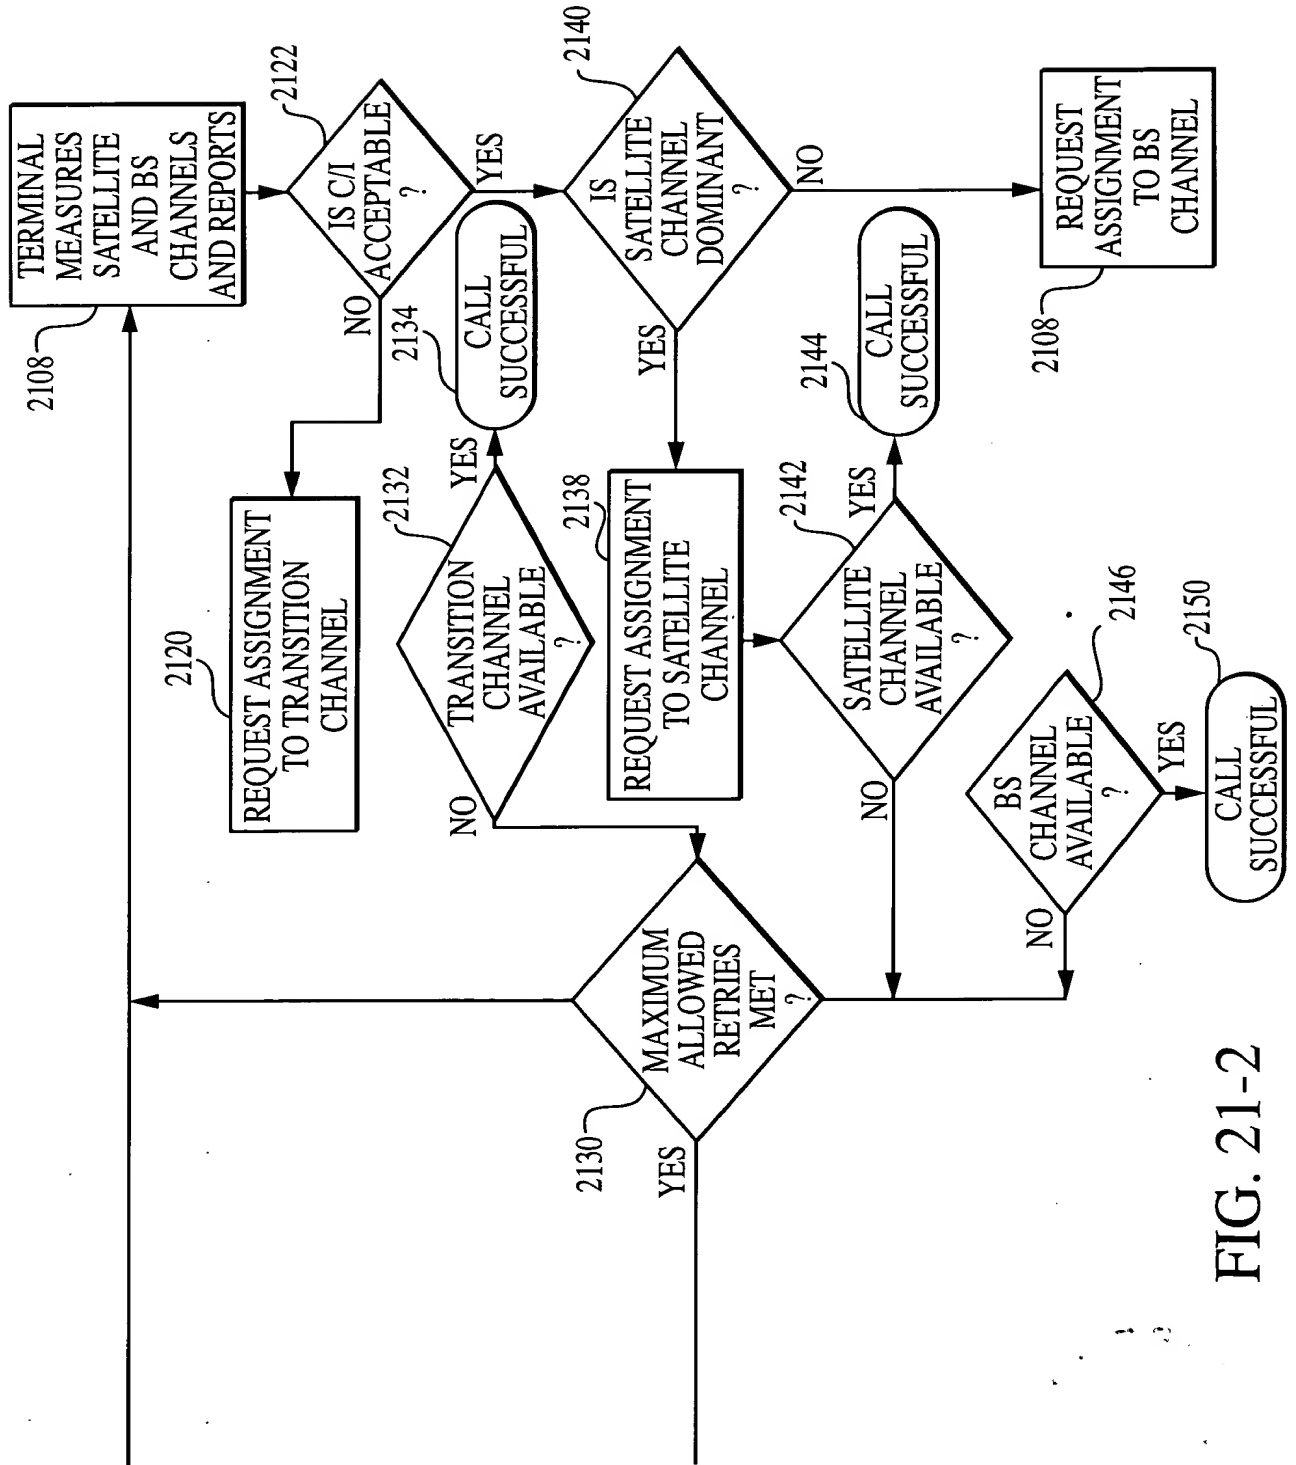 TERMINAL
MEASURES
SATELLITE
AND BS
CHANNELS
AND REPORTS
2108
IS C/I
ACCEPTABLE
?
2122
NO
YES
REQUEST ASSIGNMENT
TO TRANSITION
CHANNEL
2120
TRANSITION
CHANNEL
AVAILABLE
?
2132
YES
NO
CALL
SUCCESSFUL
2134
IS
SATELLITE
CHANNEL
DOMINANT
?
2140
YES
NO
REQUEST ASSIGNMENT
TO SATELLITE
CHANNEL
2138
SATELLITE
CHANNEL
AVAILABLE
?
2142
YES
NO
CALL
SUCCESSFUL
2144
REQUEST
ASSIGNMENT
TO BS
CHANNEL
2108
BS
CHANNEL
AVAILABLE
?
2146
NO
YES
CALL
SUCCESSFUL
2150
MAXIMUM
ALLOWED
RETRIES
MET
?
2130
YES
FIG. 21-2